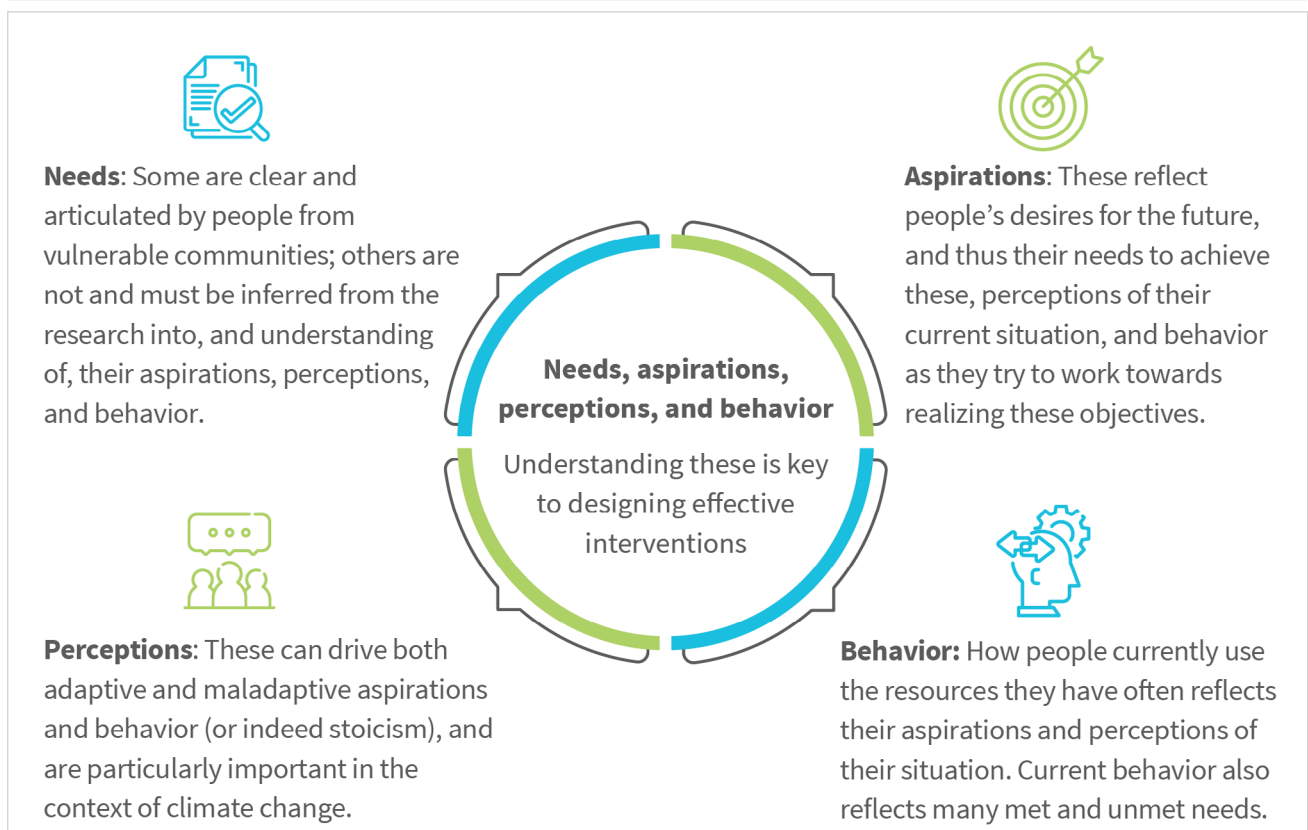 Needs: Some are clear and
articulated by people from
vulnerable communities; others are
not and must be inferred from the
research into, and understanding
of, their aspirations, perceptions,
and behavior.
Aspirations: These reflect
people’s desires for the future,
and thus their needs to achieve
these, perceptions of their
current situation, and behavior
as they try to work towards
realizing these objectives.
Needs, aspirations,
perceptions, and behavior
Understanding these is key
to designing effective
interventions
Perceptions: These can drive both
adaptive and maladaptive aspirations
and behavior (or indeed stoicism), and
are particularly important in the
context of climate change.
Behavior: How people currently use
the resources they have often reflects
their aspirations and perceptions of
their situation. Current behavior also
reflects many met and unmet needs.